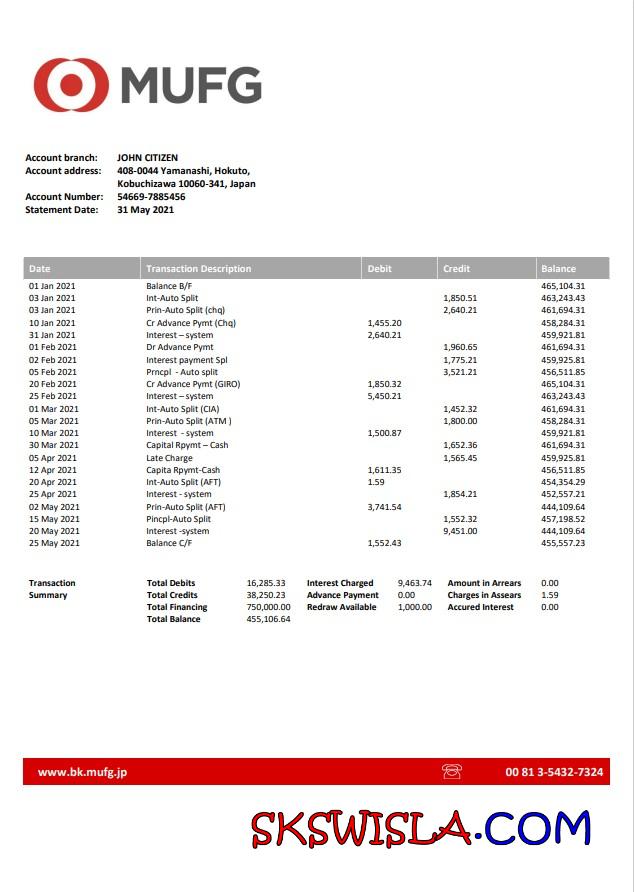 MUFG
Account branch: JOHN CITIZEN
Account address: 408-0044 Yamanashi, Hokuto,
Kobuchizawa 10060-341, Japan
Account Number: 54669-7885456
Statement Date: 31 May 2021
Date Transaction Description Debit Credit Balance
01 Jan 2021 Balance B/F 465,104.31
03 Jan 2021 Int-Auto Split 1,850.51 463,243.43
03 Jan 2021 Prin-Auto Split (chq) 2,640.21 461,694.31
10 Jan 2021 Cr Advance Pymt (Chq) 1,455.20 458,284.31
31 Jan 2021 Interest – system 2,640.21 459,921.81
01 Feb 2021 Dr Advance Pymt 1,960.65 461,694.31
02 Feb 2021 Interest payment Spl 1,775.21 459,925.81
05 Feb 2021 Prncpl - Auto split 3,521.21 456,511.85
20 Feb 2021 Cr Advance Pymt (GIRO) 1,850.32 465,104.31
25 Feb 2021 Interest – system 5,450.21 463,243.43
01 Mar 2021 Int-Auto Split (CIA) 1,452.32 461,694.31
05 Mar 2021 Prin-Auto Split (ATM ) 1,800.00 458,284.31
10 Mar 2021 Interest - system 1,500.87 459,921.81
30 Mar 2021 Capital Rpymt – Cash 1,652.36 461,694.31
05 Apr 2021 Late Charge 1,565.45 459,925.81
12 Apr 2021 Capita Rpymt-Cash 1,611.35 456,511.85
20 Apr 2021 Int-Auto Split (AFT) 1.59 454,354.29
25 Apr 2021 Interest - system 1,854.21 452,557.21
02 May 2021 Prin-Auto Split (AFT) 3,741.54 444,109.64
15 May 2021 Pincpl-Auto Split 1,552.32 457,198.52
20 May 2021 Interest -system 9,451.00 444,109.64
25 May 2021 Balance C/F 1,552.43 455,557.23
Transaction Total Debits 16,285.33 Interest Charged 9,463.74 Amount in Arrears 0.00
Summary Total Credits 38,250.23 Advance Payment 0.00 Charges in Assears 1.59
Total Financing 750,000.00 Redraw Available 1,000.00 Accured Interest 0.00
Total Balance 455,106.64
www.bk.mufg.jp 00 81 3-5432-7324
SKSWISLA.COM